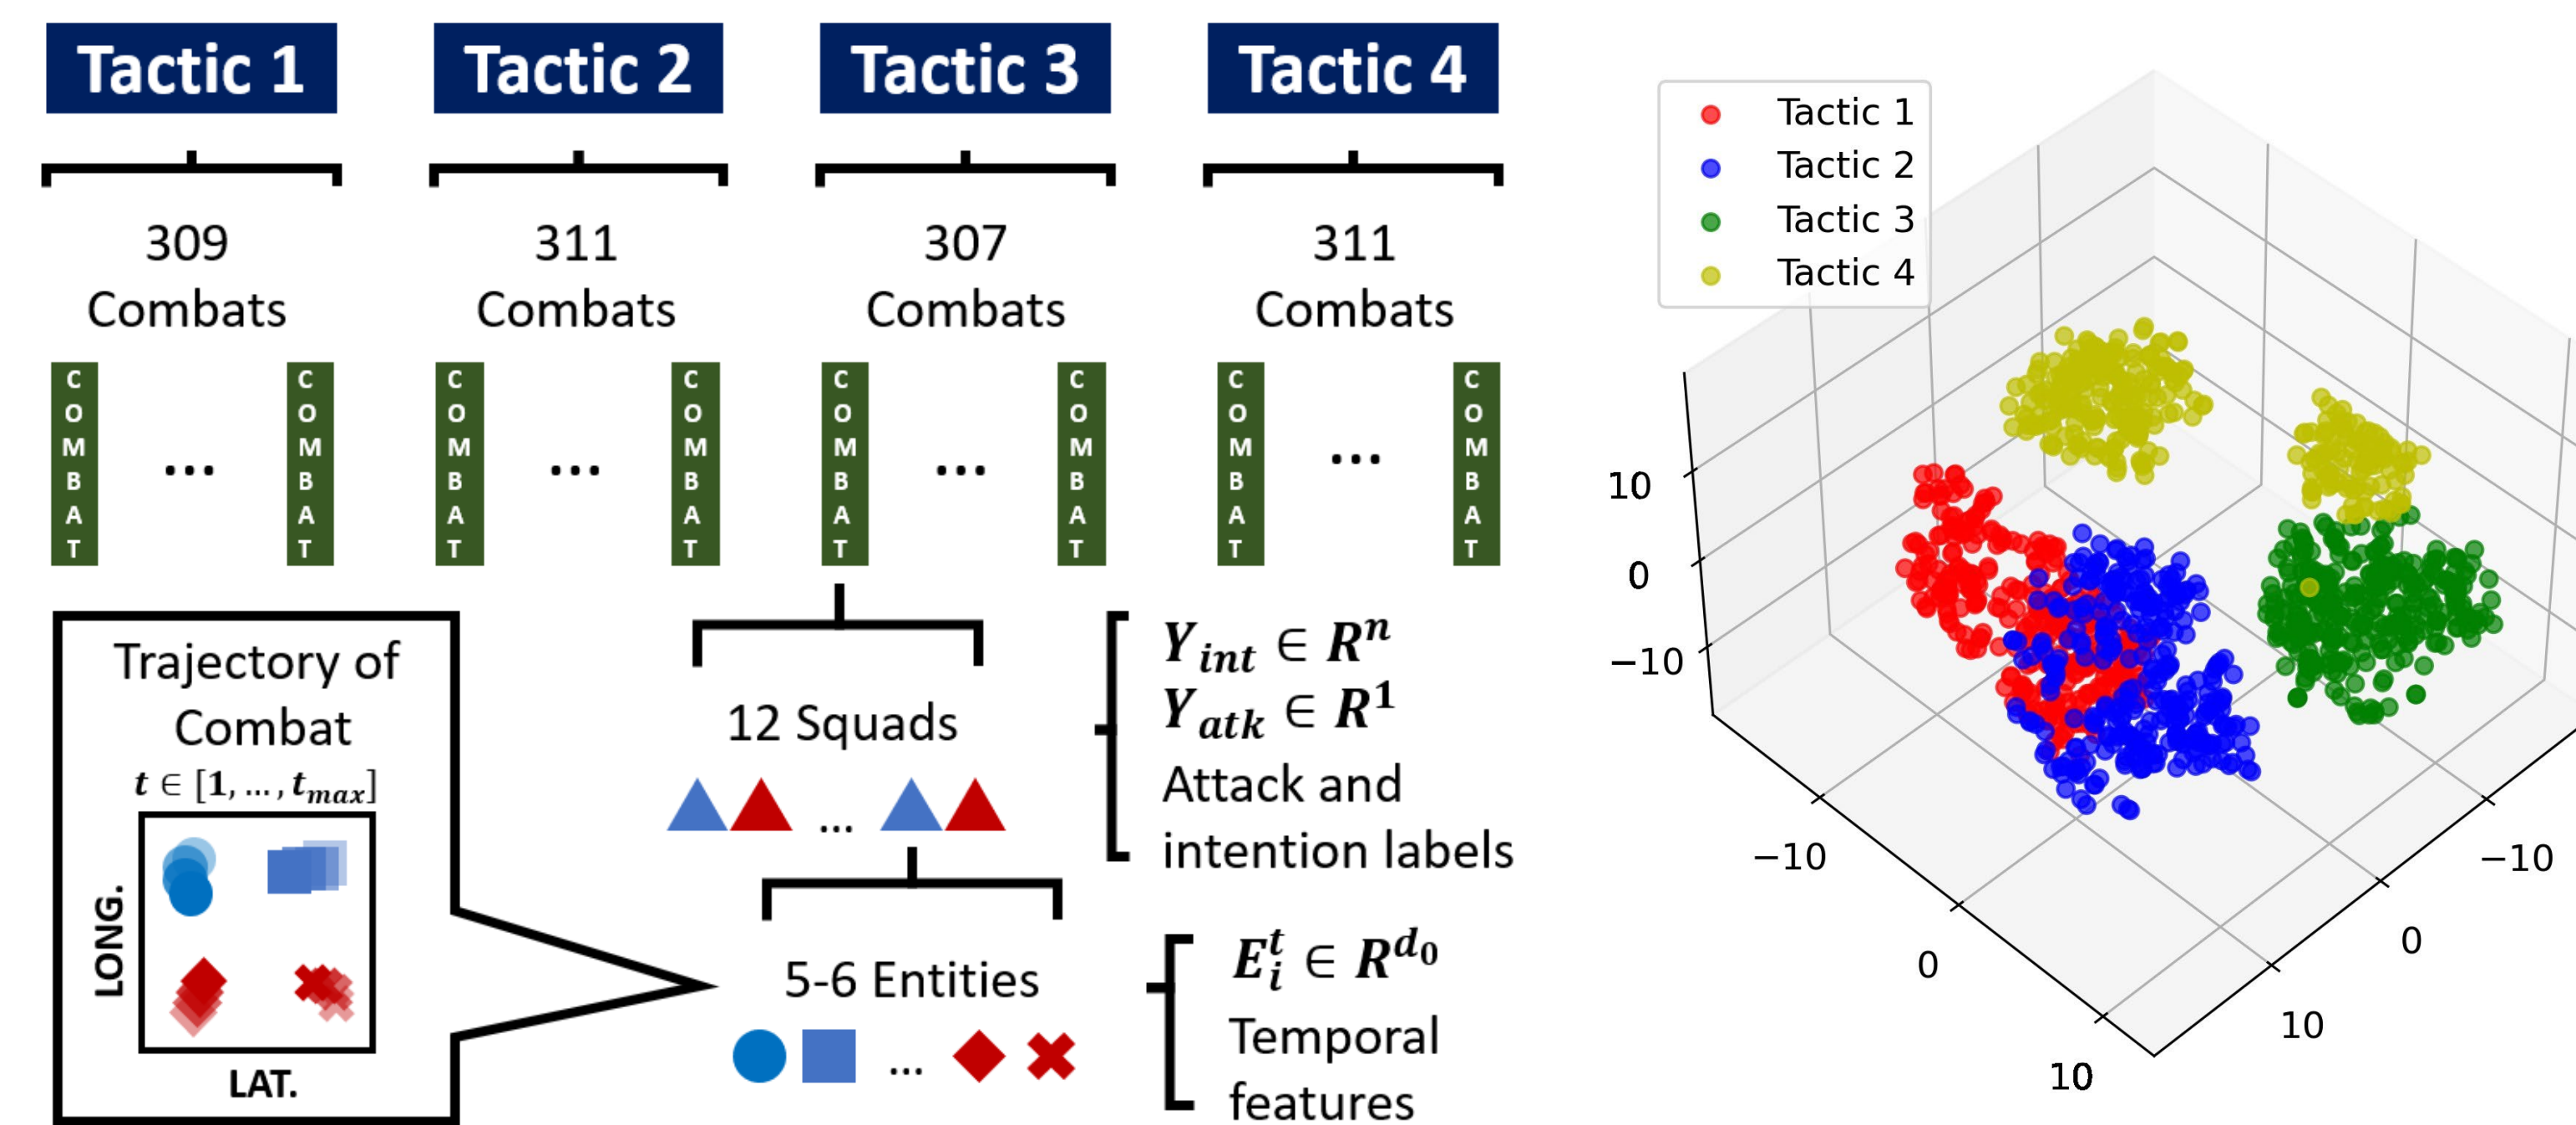 Tactic 1
Tactic 2
Tactic 3
Tactic 4
309
Combats
311
Combats
307
Combats
311
Combats
COMBAT
...
COMBAT
COMBAT
...
COMBAT
COMBAT
...
COMBAT
COMBAT
...
COMBAT
Trajectory of
Combat
t ∈ [1, ..., t_max]
LONG.
LAT.
12 Squads
...
5-6 Entities
...
Y_int ∈ R^n
Y_atk ∈ R^1
Attack and
intention labels
E_i^t ∈ R^{d_0}
Temporal
features
Tactic 1
Tactic 2
Tactic 3
Tactic 4
10
0
−10
−10
0
10
−10
0
10